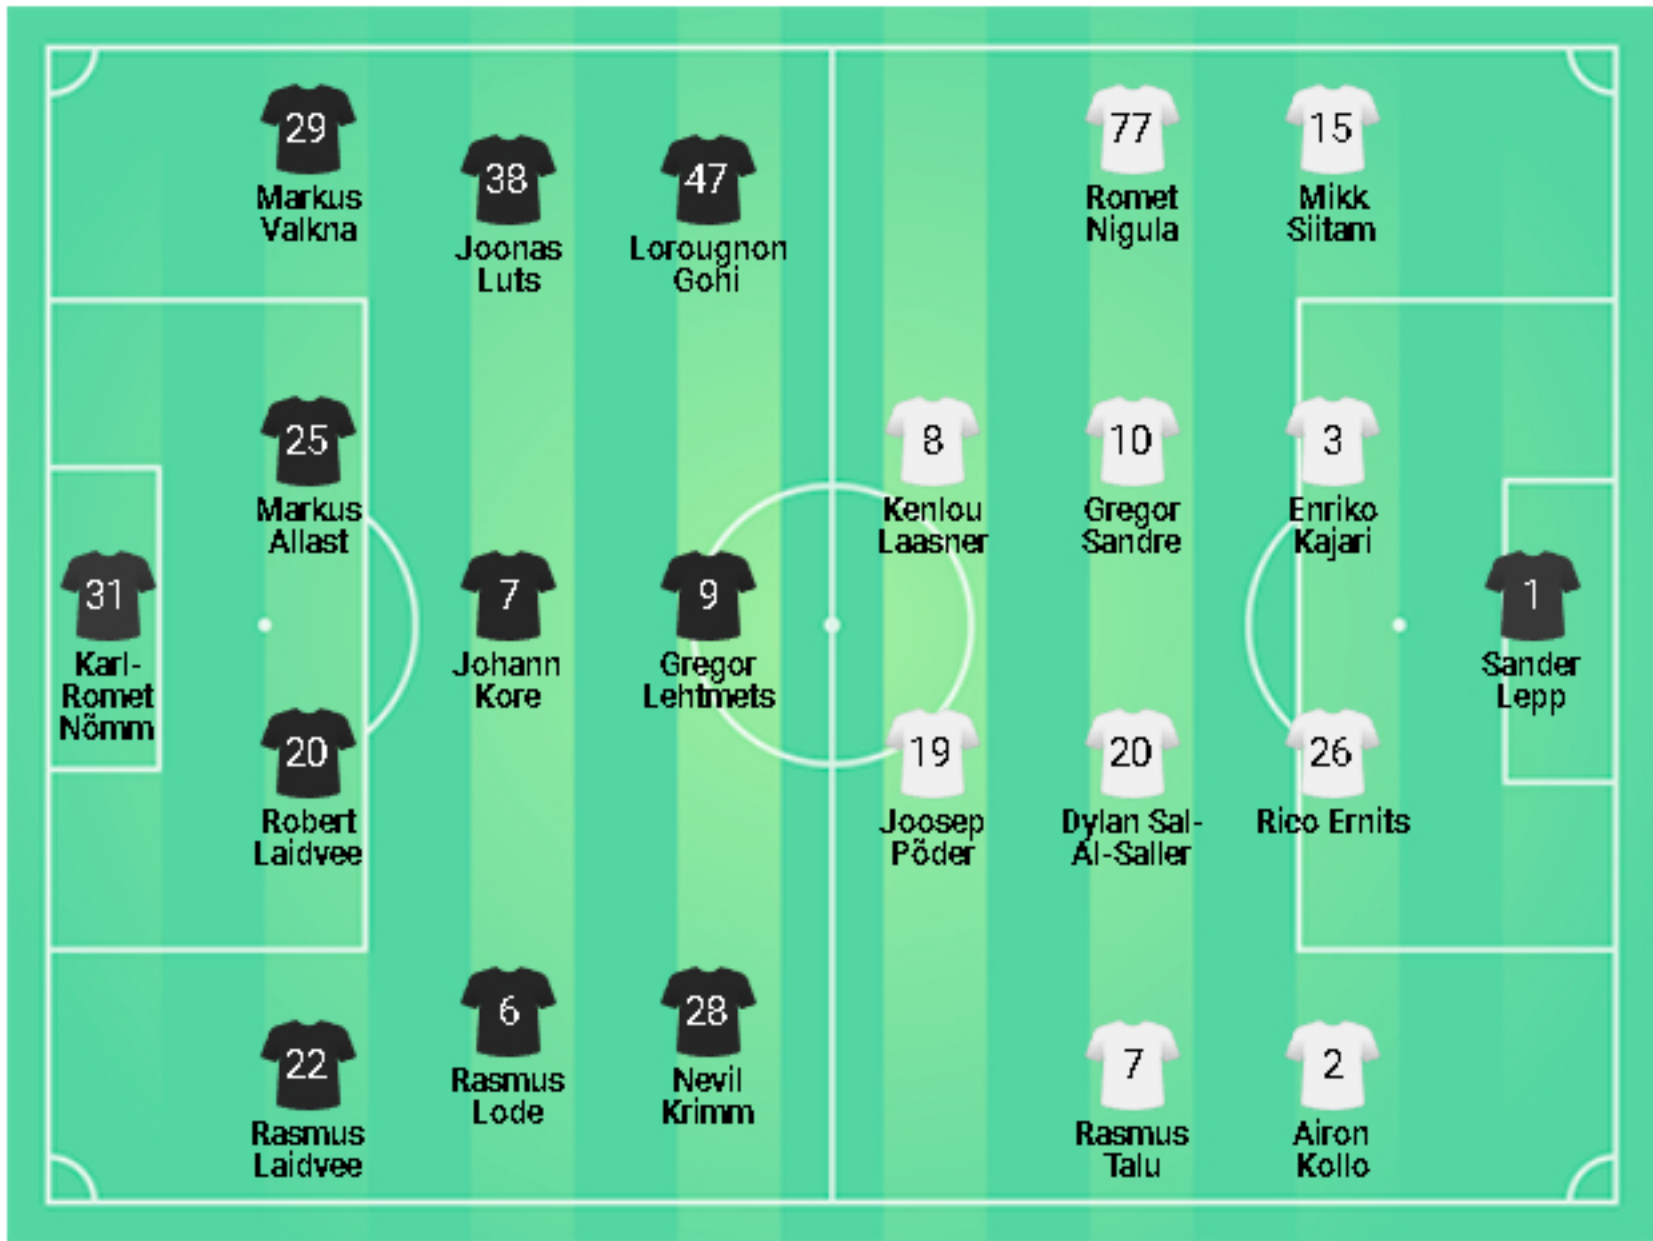 29
Markus
Valkna
38
Joonas
Luts
47
Lorougnon
Gohi
77
Romet
Nigula
15
Mikk
Siitam
25
Markus
Allast
8
Kenlou
Laasner
10
Gregor
Sandre
3
Enriko
Kajari
31
Karl-
Romet
Nõmm
7
Johann
Kore
9
Gregor
Lehtmets
1
Sander
Lepp
20
Robert
Laidvee
19
Joosep
Põder
20
Dylan Sal-
Al-Saller
26
Rico Ernits
22
Rasmus
Laidvee
6
Rasmus
Lode
28
Nevil
Krimm
7
Rasmus
Talu
2
Airon
Kollo